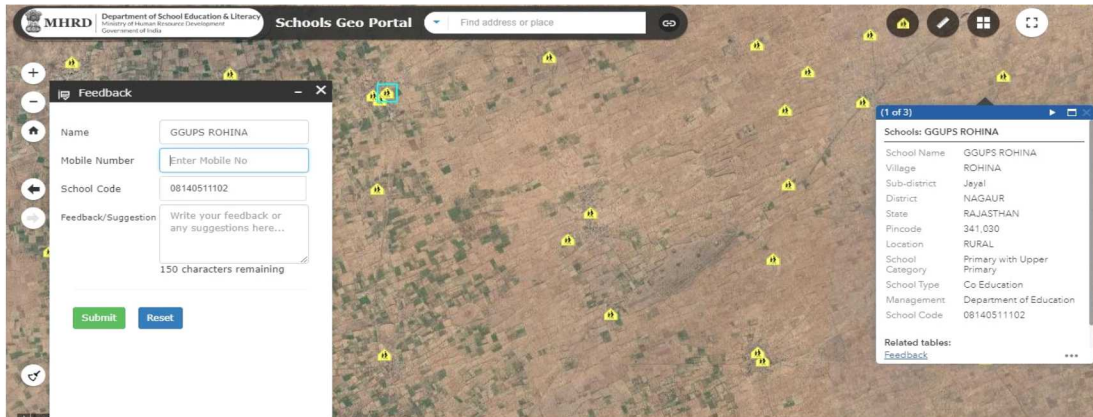 MHRD
Department of School Education & Literacy
Ministry of Human Resource Development
Government of India
Schools Geo Portal
Find address or place
Feedback
Name
GGUPS ROHINA
Mobile Number
Enter Mobile No
School Code
08140511102
Feedback/Suggestion
Write your feedback or
any suggestions here...
150 characters remaining
Submit
Reset
(1 of 3)
Schools: GGUPS ROHINA
School Name GGUPS ROHINA
Village ROHINA
Sub-district Jayal
District NAGAUR
State RAJASTHAN
Pincode 341,030
Location RURAL
School Category Primary with Upper Primary
School Type Co Education
Management Department of Education
School Code 08140511102
Related tables:
Feedback